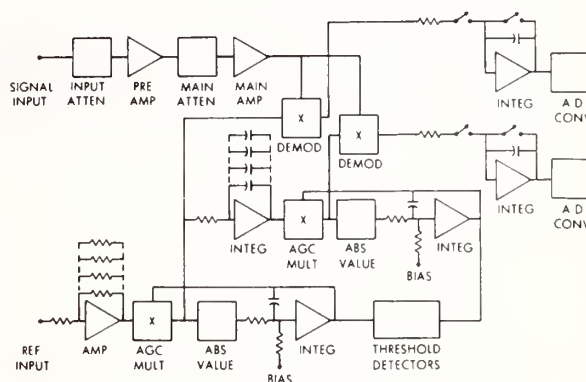 SIGNAL INPUT
INPUT ATTEN
PRE AMP
MAIN ATTEN
MAIN AMP
X
DEMOD
X
DEMOD
INTEG
A D CONV
INTEG
A D CONV
INTEG
X
AGC MULT
ABS VALUE
BIAS
INTEG
REF INPUT
AMP
X
AGC MULT
ABS VALUE
BIAS
INTEG
THRESHOLD DETECTORS